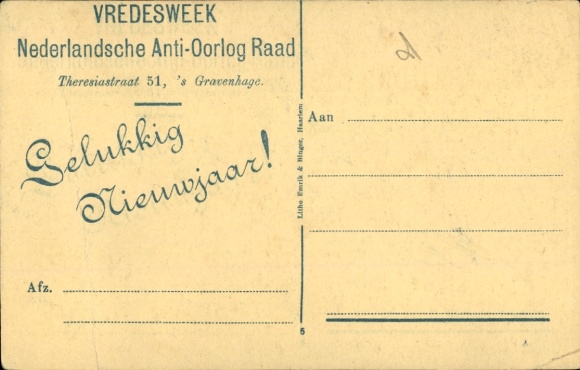 VREDESWEEK
Nederlandsche Anti-Oorlog Raad
Theresiastraat 51, 's Gravenhage.
Gelukkig
Nieuwjaar!
Afz.
Litho Emrik & Binger, Haarlem
5
Aan